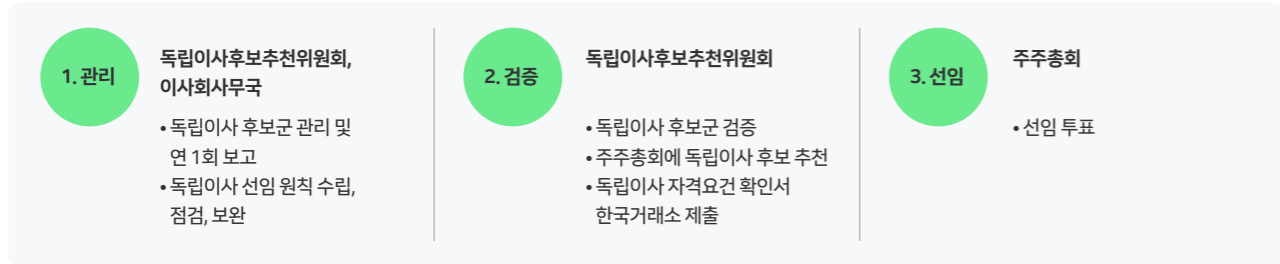 1. 관리
독립이사후보추천위원회,
이사회사무국
• 독립이사 후보군 관리 및
연 1회 보고
• 독립이사 선임 원칙 수립,
점검, 보완
2. 검증
독립이사후보추천위원회
• 독립이사 후보군 검증
• 주주총회에 독립이사 후보 추천
• 독립이사 자격요건 확인서
한국거래소 제출
3. 선임
주주총회
• 선임 투표